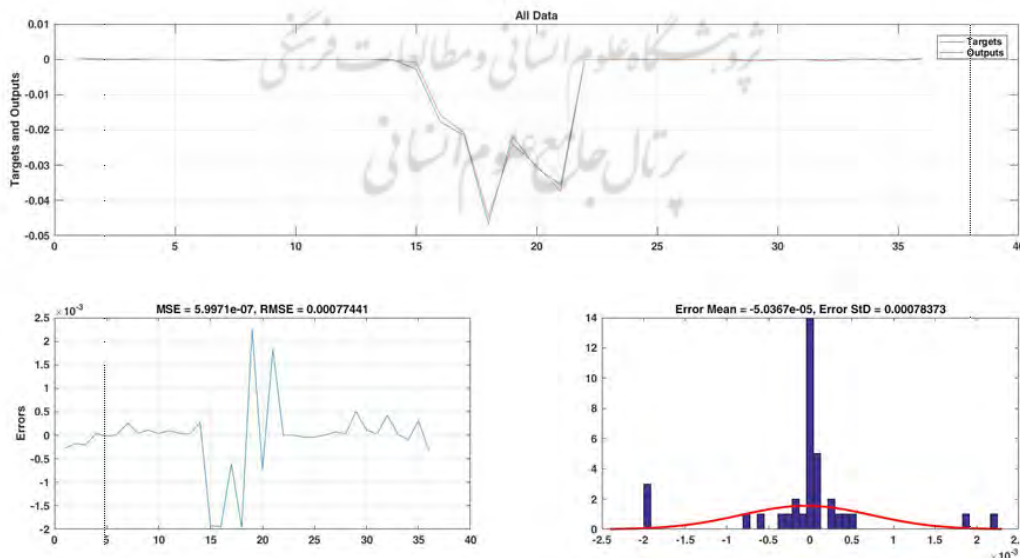 All Data
پژوهشگاه علوم انسانی و مطالعات فرهنگی
پرتال جامع علوم انسانی
Targets
Outputs
Targets and Outputs
0.01
0
-0.01
-0.02
-0.03
-0.04
-0.05
0 5 10 15 20 25 30 35 40
MSE = 5.9971e-07, RMSE = 0.00077441
× 10⁻³
Errors
2.5
2
1.5
1
0.5
0
-0.5
-1
-1.5
-2
0 5 10 20 30 40
Error Mean = -5.0367e-05, Error StD = 0.00078373
14
12
10
8
6
4
2
0
-2.5 -2 -1.5 -1 -0.5 0 0.5 1 1.5 2